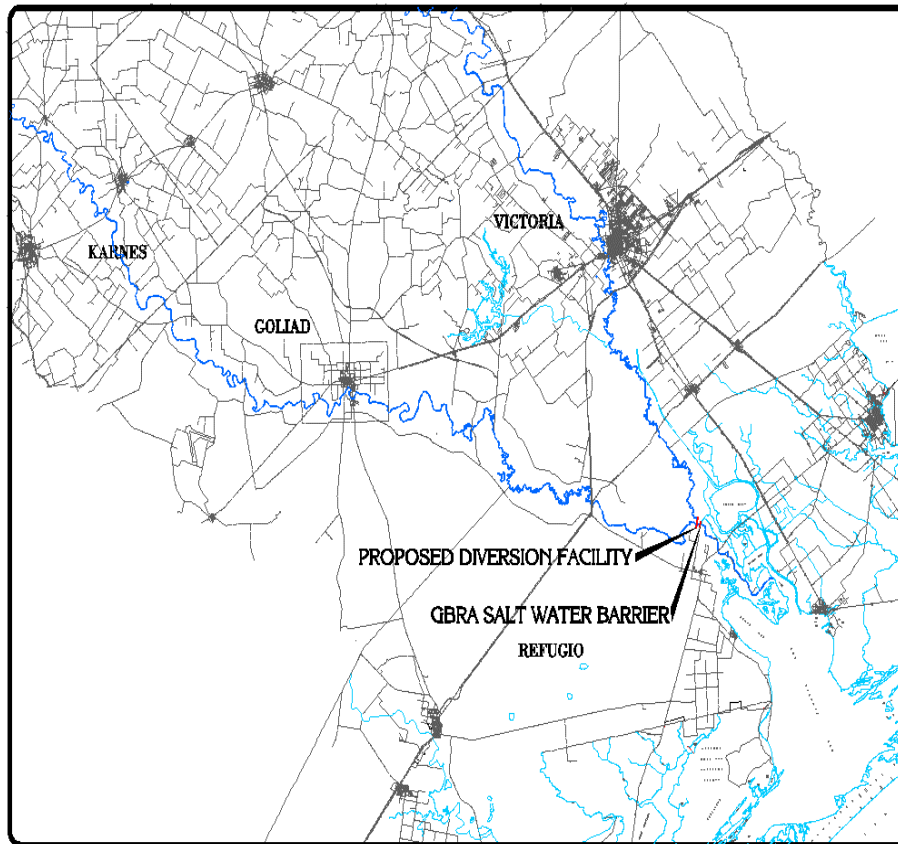 VICTORIA
KARNES
GOLIAD
PROPOSED DIVERSION FACILITY
GBRA SALT WATER BARRIER
REFUGIO